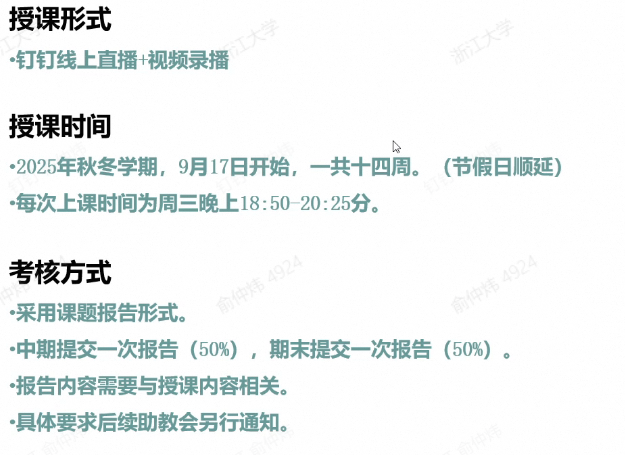 授课形式
•钉钉线上直播+视频录播
授课时间
•2025年秋冬学期，9月17日开始，一共十四周。（节假日顺延）
•每次上课时间为周三晚上18:50-20:25分。
考核方式
•采用课题报告形式。
•中期提交一次报告（50%），期末提交一次报告（50%）。
•报告内容需要与授课内容相关。
•具体要求后续助教会另行通知。
浙江大学
浙江大学
俞仲炜 4924
俞仲炜 4924